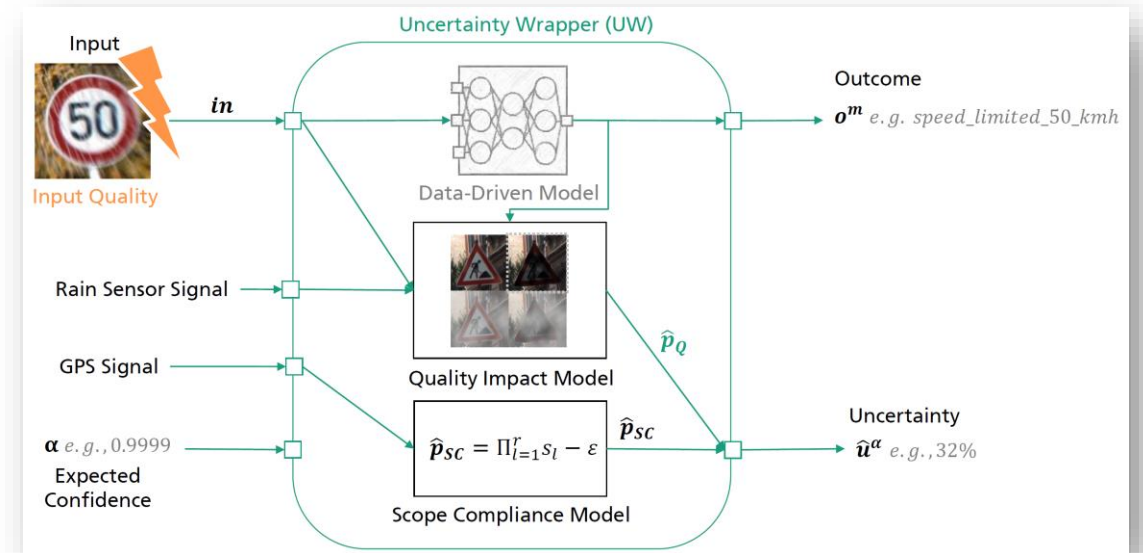 Uncertainty Wrapper (UW)
Input
50
Input Quality
in
Data-Driven Model
Outcome
o^m e.g. speed_limited_50_kmh
Rain Sensor Signal
GPS Signal
Quality Impact Model
p̂_Q
α e.g., 0.9999
Expected
Confidence
p̂_SC = Π^r_{l=1} s_l − ε
p̂_SC
Scope Compliance Model
Uncertainty
û^α e.g., 32%